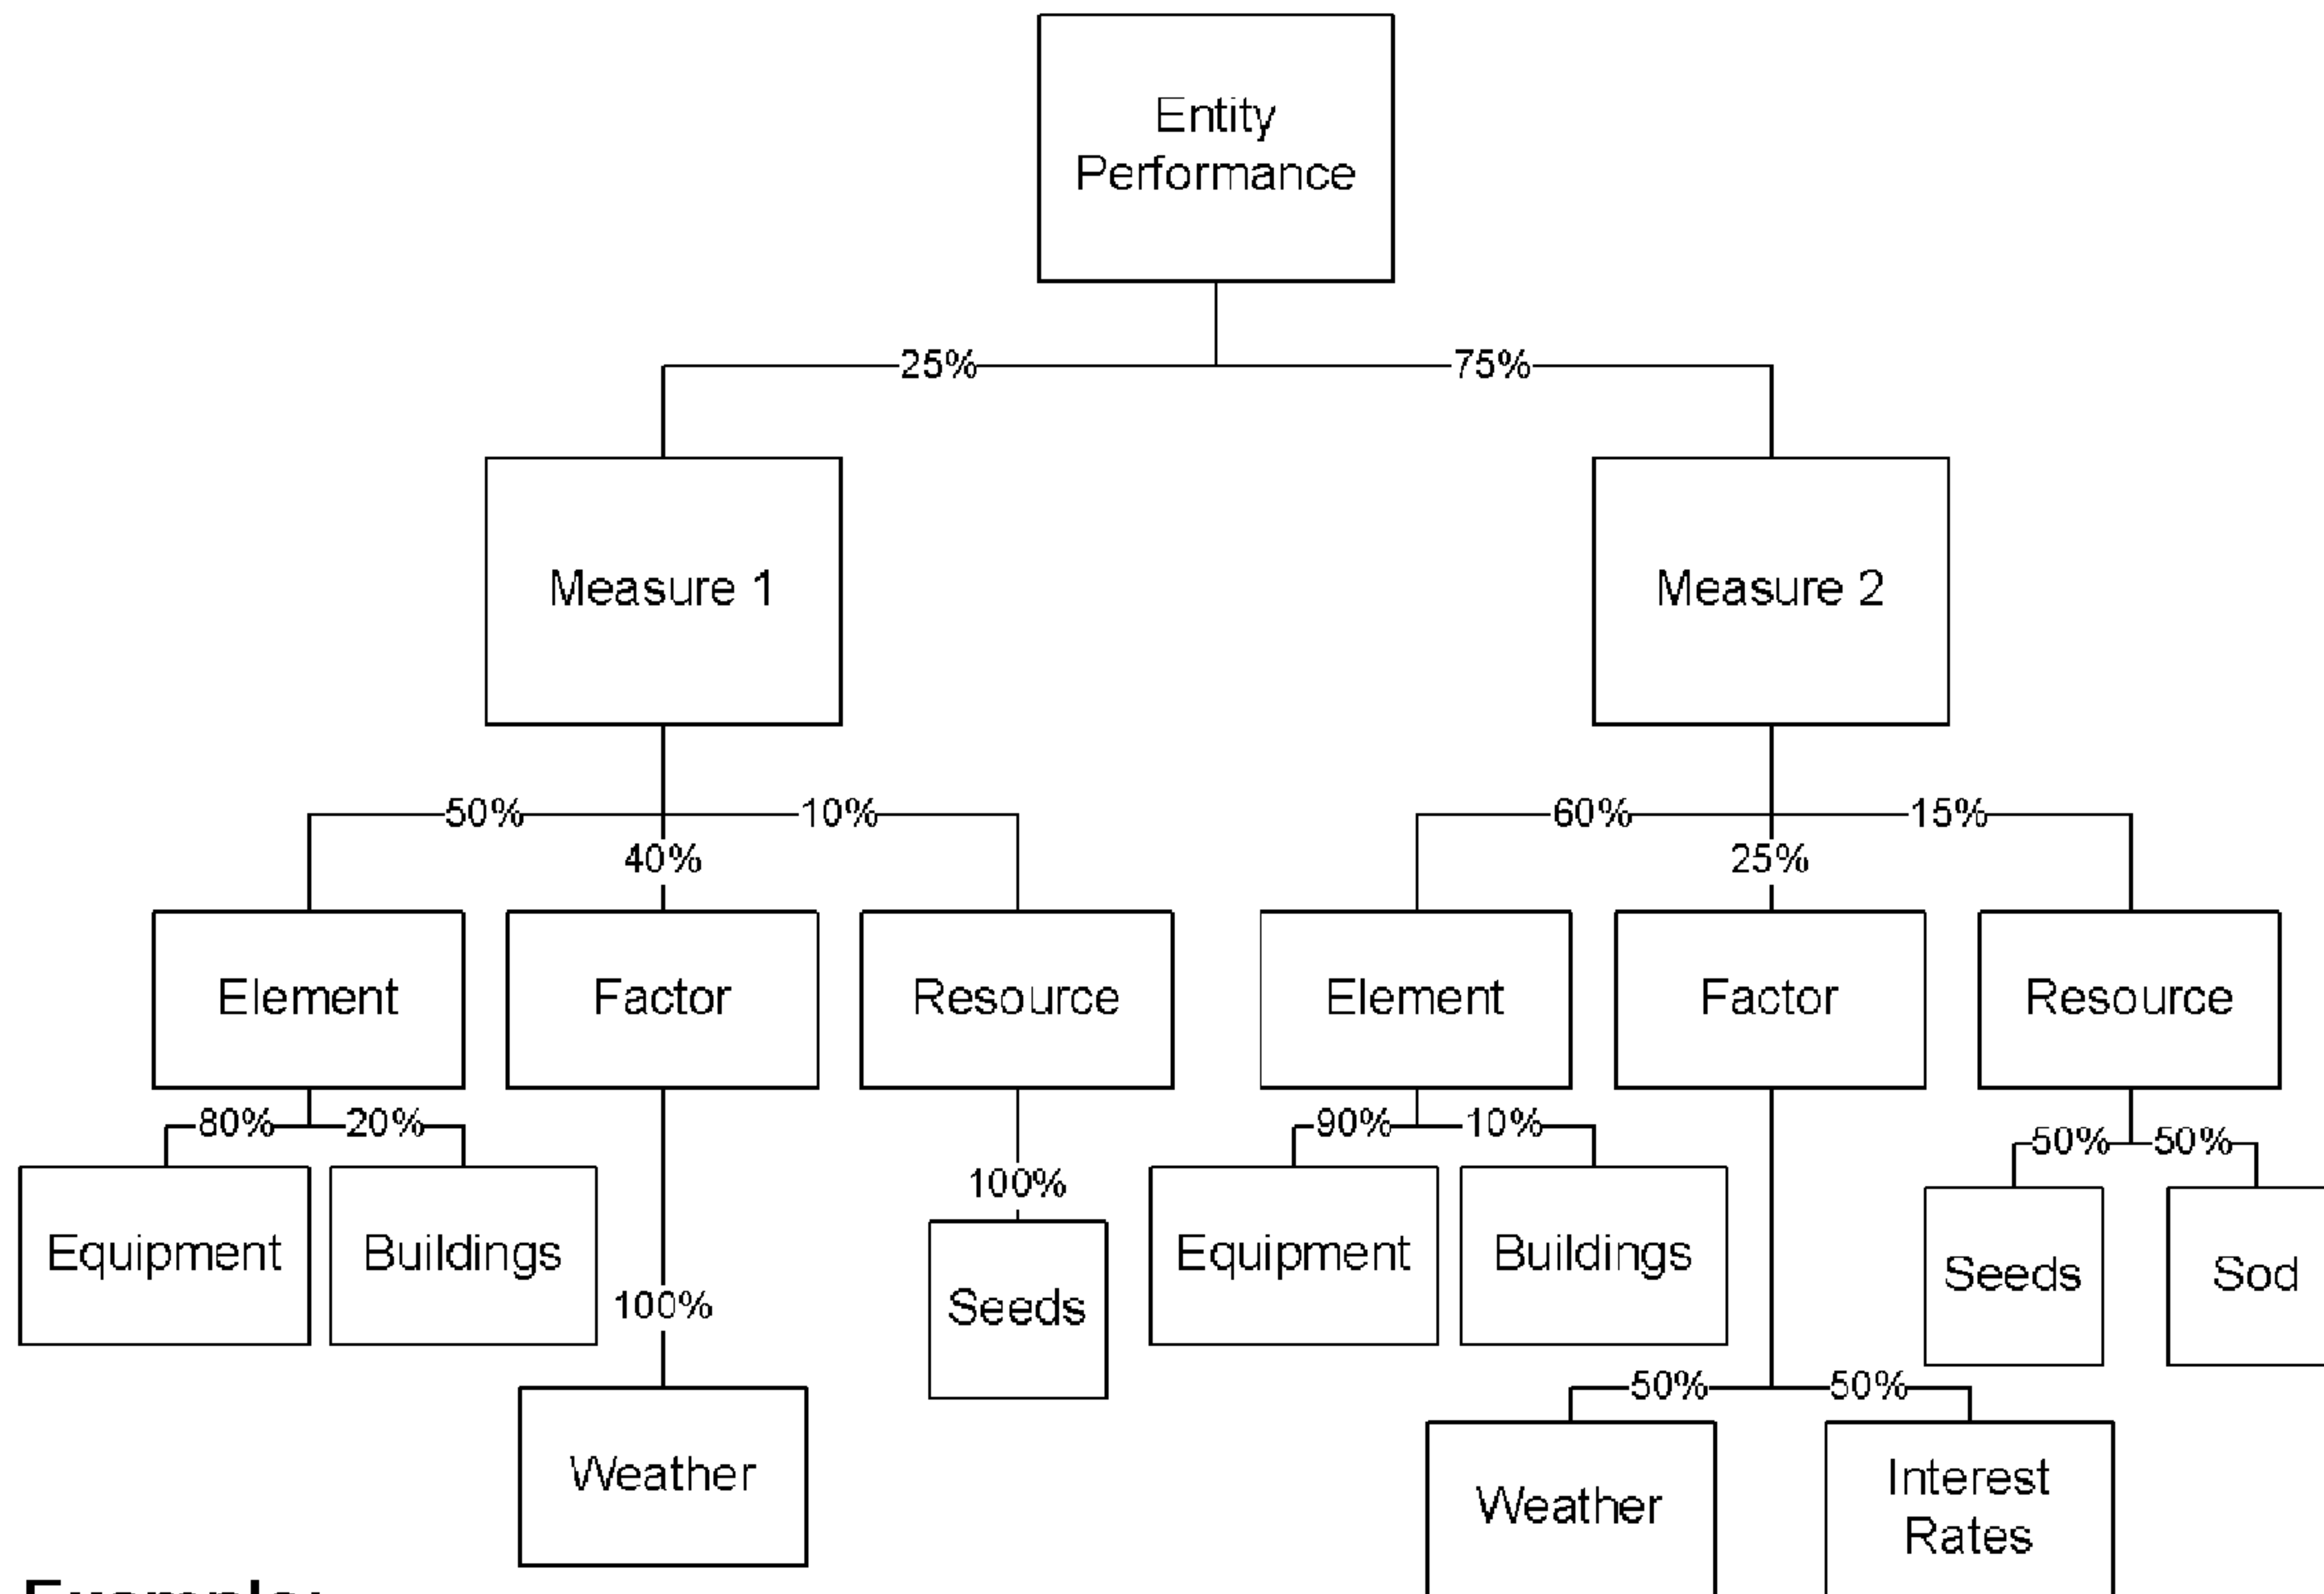 Entity
Performance
25%
75%
Measure 1
Measure 2
50%
10%
60%
15%
40%
25%
Element
Factor
Resource
Element
Factor
Resource
80%
20%
90%
10%
50%
50%
100%
Equipment
Buildings
Equipment
Buildings
Seeds
Sod
100%
Seeds
50%
50%
Weather
Weather
Interest
Rates
Example: